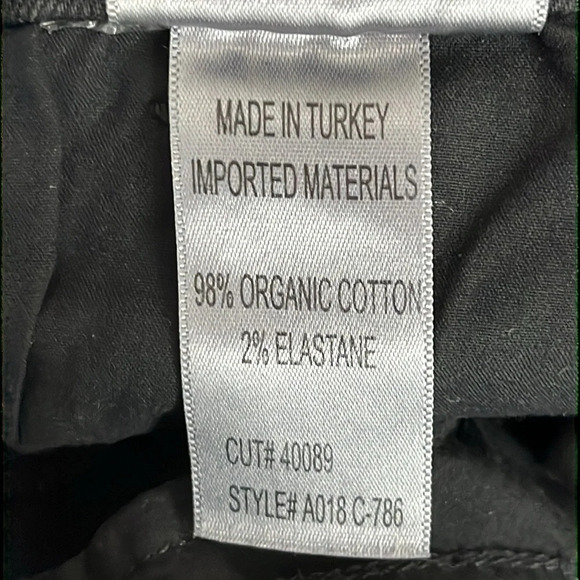 MADE IN TURKEY
IMPORTED MATERIALS
98% ORGANIC COTTON
2% ELASTANE
CUT# 40089
STYLE# A018 C-786